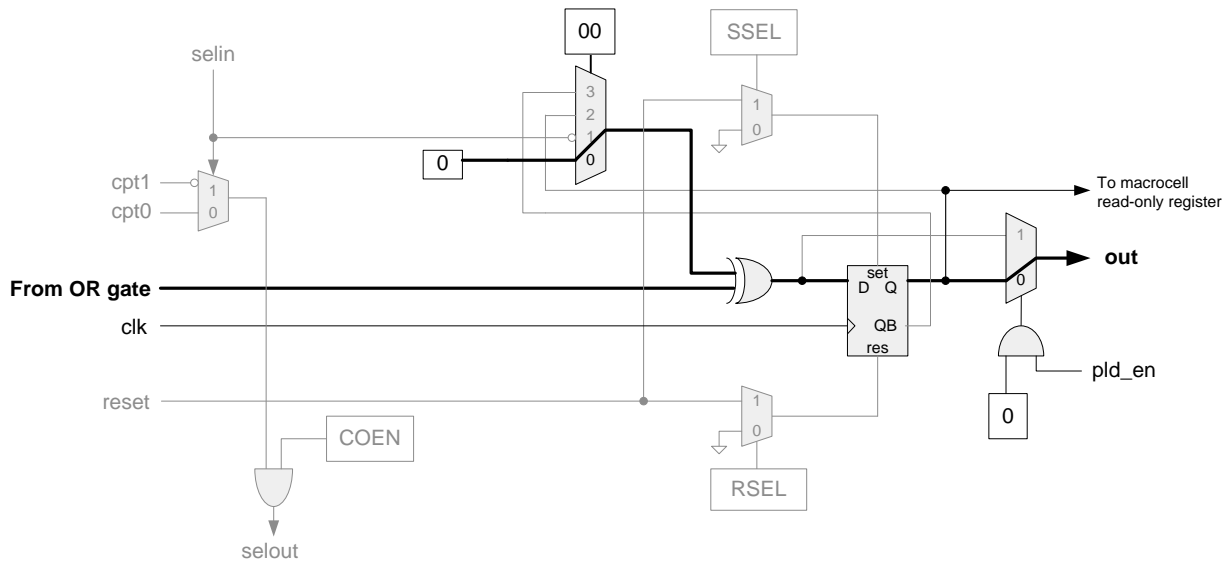 00
SSEL
selin
3
2
1
0
1
0
0
cpt1
cpt0
1
0
To macrocell
read-only register
1
0
out
From OR gate
set
D Q
clk
QB
res
pld_en
reset
1
0
0
COEN
RSEL
selout